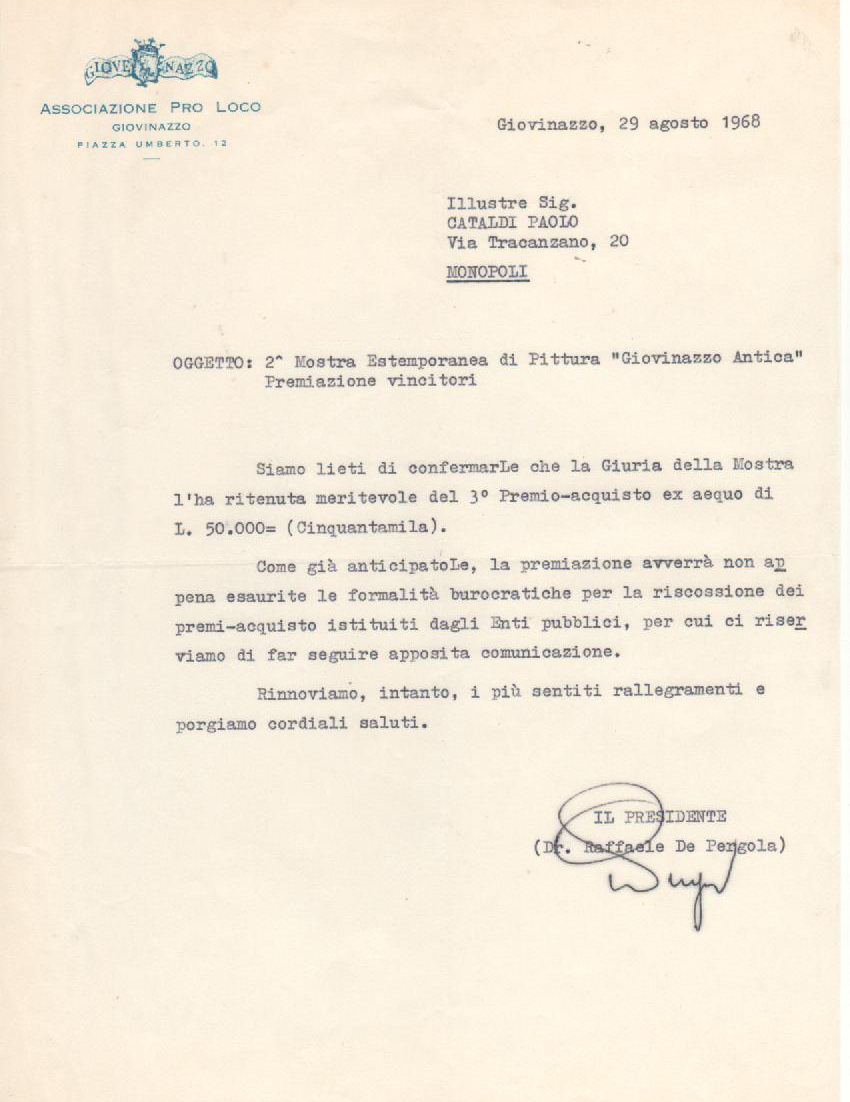 GIOVE NAZZO
ASSOCIAZIONE PRO LOCO
GIOVINAZZO
PIAZZA UMBERTO, 12
Giovinazzo, 29 agosto 1968
Illustre Sig.
CATALDI PAOLO
Via Tracanzano, 20
MONOPOLI
OGGETTO: 2^ Mostra Estemporanea di Pittura "Giovinazzo Antica"
Premiazione vincitori
Siamo lieti di confermarLe che la Giuria della Mostra
l'ha ritenuta meritevole del 3º Premio-acquisto ex aequo di
L. 50.000= (Cinquantamila).
Come già anticipatoLe, la premiazione avverrà non ap
pena esaurite le formalità burocratiche per la riscossione dei
premi-acquisto istituiti dagli Enti pubblici, per cui ci riser
viamo di far seguire apposita comunicazione.
Rinnoviamo, intanto, i più sentiti rallegramenti e
porgiamo cordiali saluti.
IL PRESIDENTE
(Dr. Raffaele De Pergola)